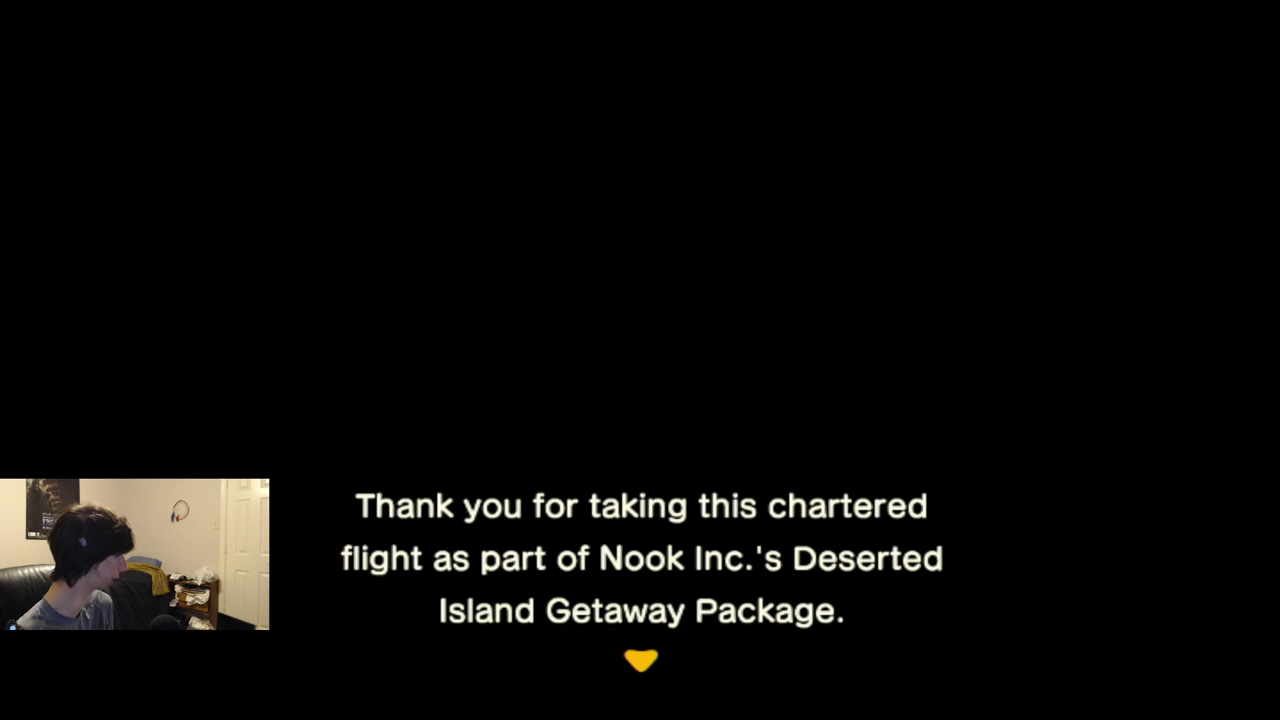 Thank you for taking this chartered
flight as part of Nook Inc.'s Deserted
Island Getaway Package.